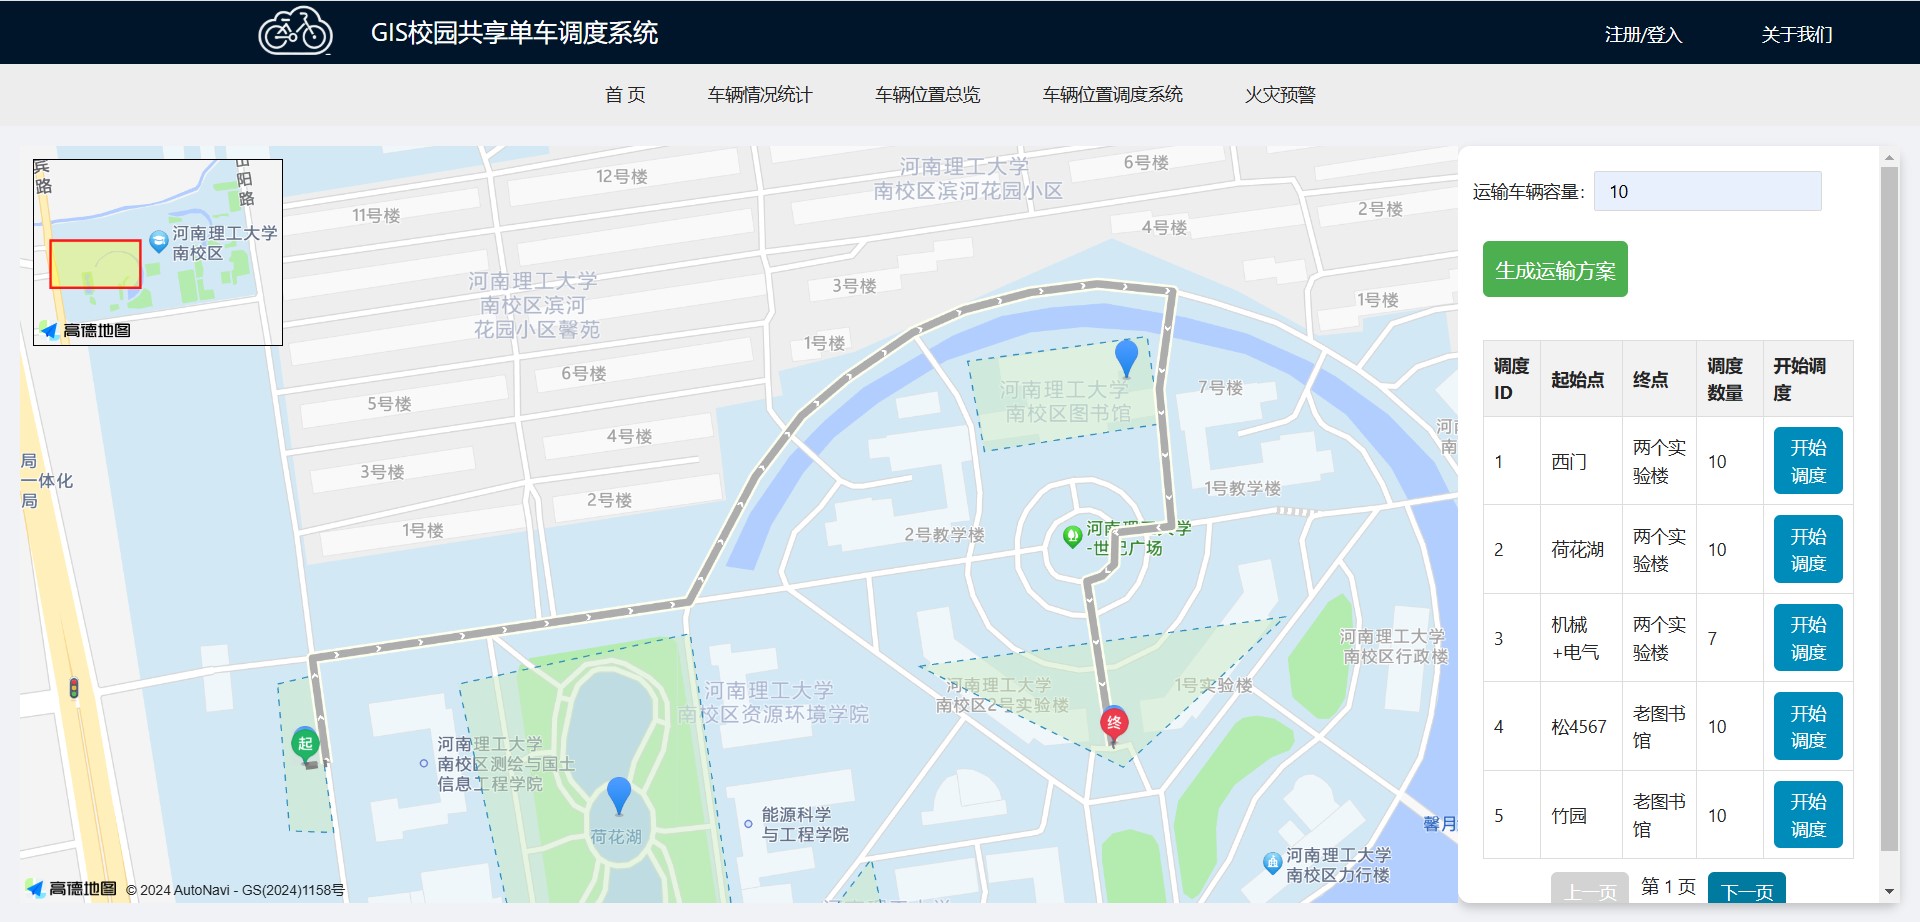 GIS校园共享单车调度系统
注册/登入
关于我们
首 页
车辆情况统计
车辆位置总览
车辆位置调度系统
火灾预警
河南理工大学
南校区
高德地图
12号楼
11号楼
河南理工大学
南校区滨河花园小区
6号楼
2号楼
4号楼
河南理工大学
南校区滨河
花园小区馨苑
3号楼
1号楼
1号楼
6号楼
5号楼
4号楼
3号楼
2号楼
1号楼
河南理工大学
南校区图书馆
7号楼
1号教学楼
2号教学楼
-世纪广场
局
一体化
局
河南理工大学
南校区行政楼
河南理工大学
南校区2号实验楼
1号实验楼
河南理工大学
南校区资源环境学院
河南理工大学
南校区测绘与国土
信息工程学院
起
终
荷花湖
能源科学
与工程学院
馨月
河南理工大学
南校区力行楼
高德地图 © 2024 AutoNavi - GS(2024)1158号
运输车辆容量: 10
生成运输方案
调度ID 起始点 终点 调度数量 开始调度
1 西门 两个实验楼 10 开始调度
2 荷花湖 两个实验楼 10 开始调度
3 机械+电气 两个实验楼 7 开始调度
4 松4567 老图书馆 10 开始调度
5 竹园 老图书馆 10 开始调度
上一页 第 1 页 下一页